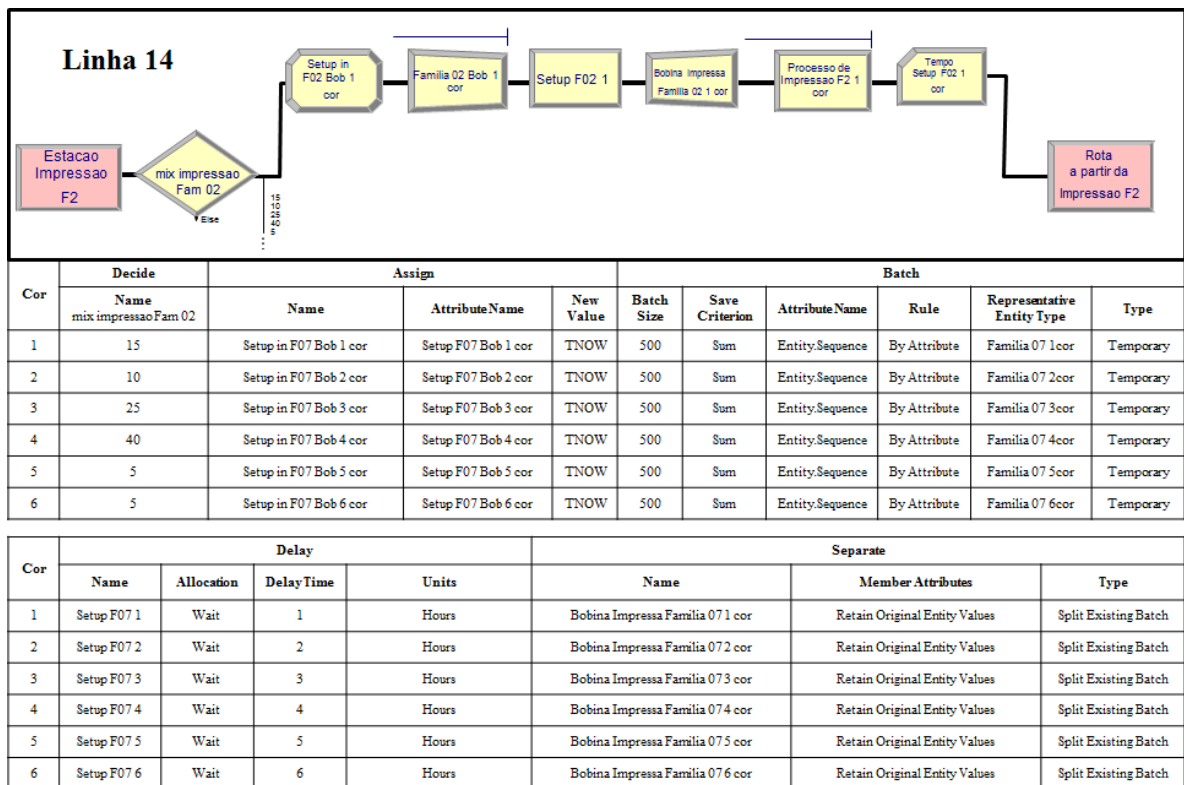 Linha 14
Estacao
Impressao
F2
mix impressao
Fam 02
Else
15
10
25
40
5
Setup in
F02 Bob 1
cor
Familia 02 Bob 1
cor
Setup F02 1
Bobina Impressa
Familia 02 1 cor
Processo de
Impressao F2 1
cor
Tempo
Setup F02 1
cor
Rota
a partir da
Impressao F2
Cor Decide Assign Batch
Name mix impressao Fam 02 Name Attribute Name New Value Batch Size Save Criterion Attribute Name Rule Representative Entity Type Type
1 15 Setup in F07 Bob 1 cor Setup F07 Bob 1 cor TNOW 500 Sum Entity.Sequence By Attribute Familia 07 1cor Temporary
2 10 Setup in F07 Bob 2 cor Setup F07 Bob 2 cor TNOW 500 Sum Entity.Sequence By Attribute Familia 07 2cor Temporary
3 25 Setup in F07 Bob 3 cor Setup F07 Bob 3 cor TNOW 500 Sum Entity.Sequence By Attribute Familia 07 3cor Temporary
4 40 Setup in F07 Bob 4 cor Setup F07 Bob 4 cor TNOW 500 Sum Entity.Sequence By Attribute Familia 07 4cor Temporary
5 5 Setup in F07 Bob 5 cor Setup F07 Bob 5 cor TNOW 500 Sum Entity.Sequence By Attribute Familia 07 5cor Temporary
6 5 Setup in F07 Bob 6 cor Setup F07 Bob 6 cor TNOW 500 Sum Entity.Sequence By Attribute Familia 07 6cor Temporary
Cor Delay Separate
Name Allocation Delay Time Units Name Member Attributes Type
1 Setup F07 1 Wait 1 Hours Bobina Impressa Familia 07 1 cor Retain Original Entity Values Split Existing Batch
2 Setup F07 2 Wait 2 Hours Bobina Impressa Familia 07 2 cor Retain Original Entity Values Split Existing Batch
3 Setup F07 3 Wait 3 Hours Bobina Impressa Familia 07 3 cor Retain Original Entity Values Split Existing Batch
4 Setup F07 4 Wait 4 Hours Bobina Impressa Familia 07 4 cor Retain Original Entity Values Split Existing Batch
5 Setup F07 5 Wait 5 Hours Bobina Impressa Familia 07 5 cor Retain Original Entity Values Split Existing Batch
6 Setup F07 6 Wait 6 Hours Bobina Impressa Familia 07 6 cor Retain Original Entity Values Split Existing Batch